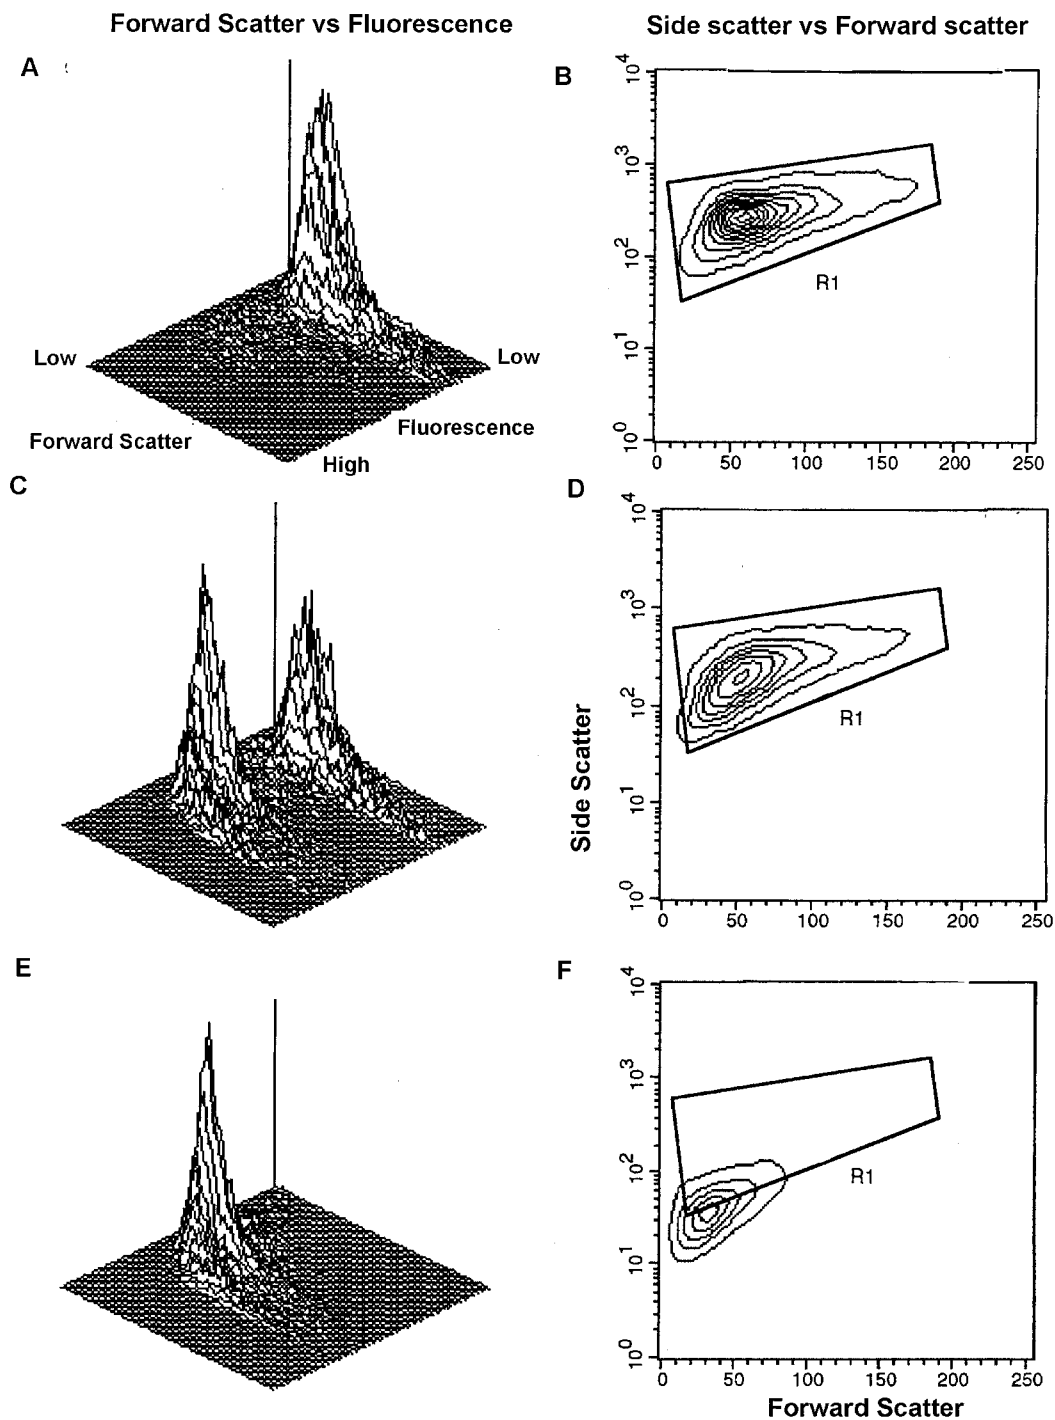 Forward Scatter vs Fluorescence
Side scatter vs Forward scatter
A
Low
Low
Forward Scatter
Fluorescence
High
B
10^4
10^3
10^2
10^1
10^0
R1
0 50 100 150 200 250
C
D
10^4
10^3
10^2
10^1
10^0
Side Scatter
R1
0 50 100 150 200 250
E
F
10^4
10^3
10^2
10^1
10^0
R1
0 50 100 150 200 250
Forward Scatter